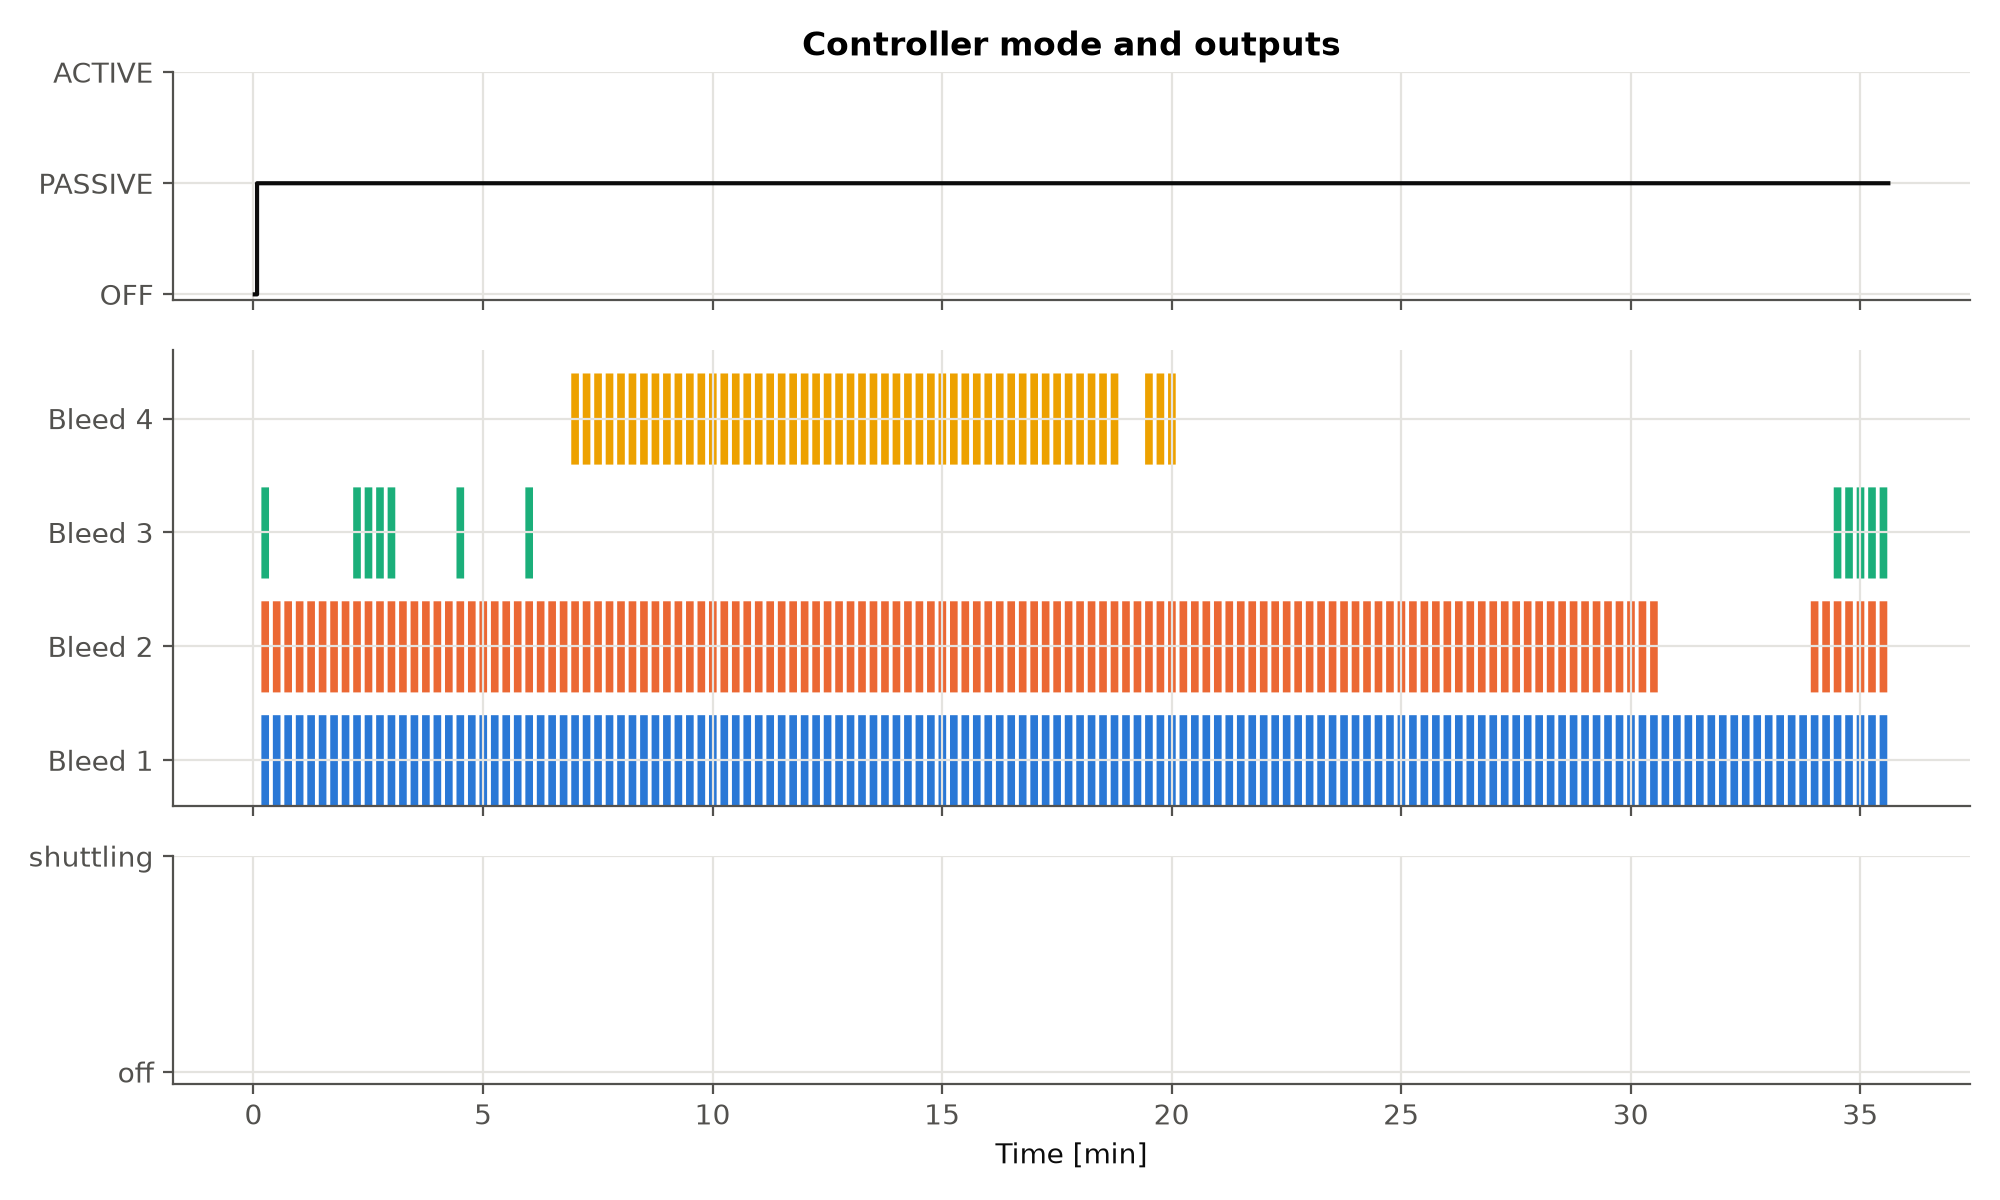 Controller mode and outputs
ACTIVE
PASSIVE
OFF
Bleed 4
Bleed 3
Bleed 2
Bleed 1
shuttling
off
0 5 10 15 20 25 30 35
Time [min]